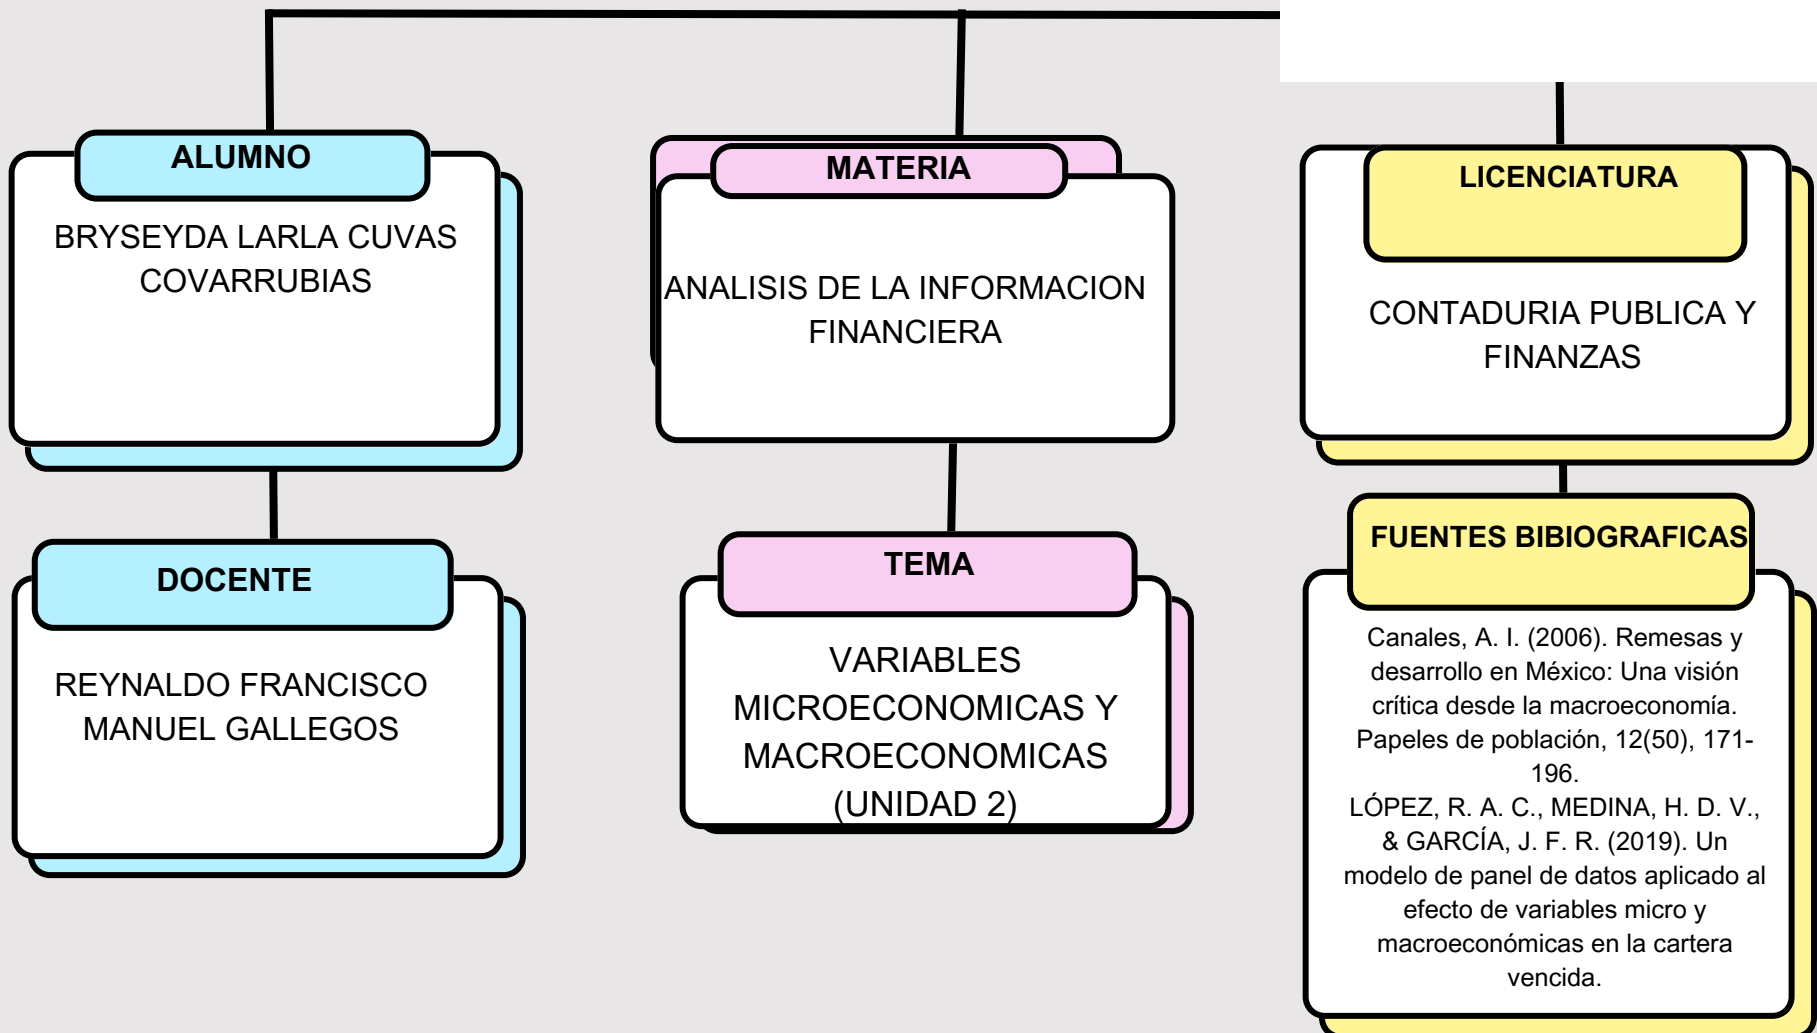 ALUMNO
BRYSEYDA LARLA CUVAS
COVARRUBIAS
DOCENTE
REYNALDO FRANCISCO
MANUEL GALLEGOS
MATERIA
ANALISIS DE LA INFORMACION
FINANCIERA
TEMA
VARIABLES
MICROECONOMICAS Y
MACROECONOMICAS
(UNIDAD 2)
LICENCIATURA
CONTADURIA PUBLICA Y
FINANZAS
FUENTES BIBIOGRAFICAS
Canales, A. I. (2006). Remesas y
desarrollo en México: Una visión
crítica desde la macroeconomía.
Papeles de población, 12(50), 171-
196.
LÓPEZ, R. A. C., MEDINA, H. D. V.,
& GARCÍA, J. F. R. (2019). Un
modelo de panel de datos aplicado al
efecto de variables micro y
macroeconómicas en la cartera
vencida.